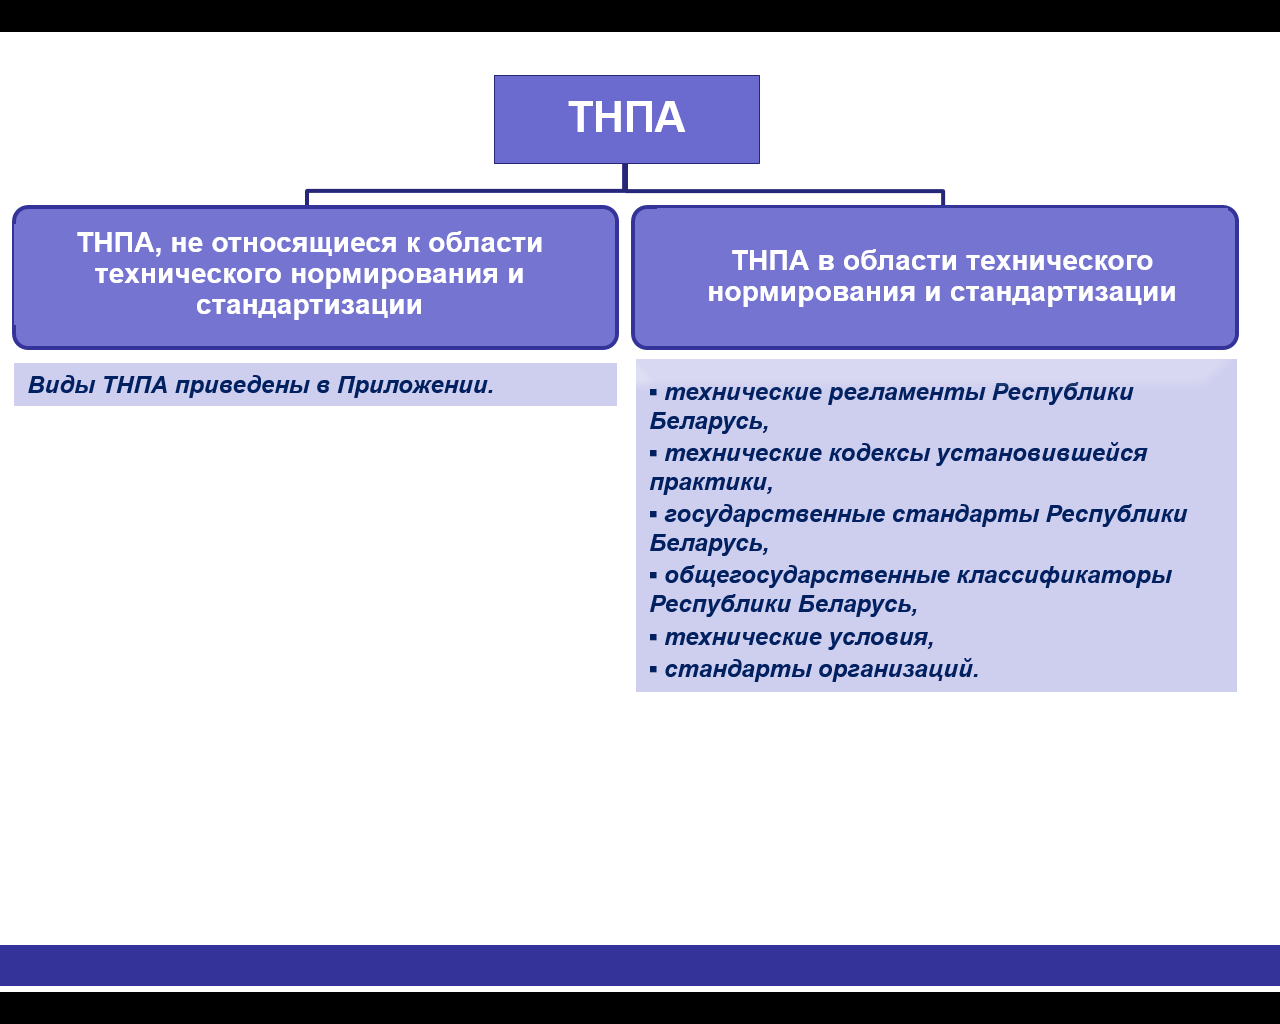 ТНПА
ТНПА, не относящиеся к области
технического нормирования и
стандартизации
Виды ТНПА приведены в Приложении.
ТНПА в области технического
нормирования и стандартизации
▪ технические регламенты Республики
Беларусь,
▪ технические кодексы установившейся
практики,
▪ государственные стандарты Республики
Беларусь,
▪ общегосударственные классификаторы
Республики Беларусь,
▪ технические условия,
▪ стандарты организаций.